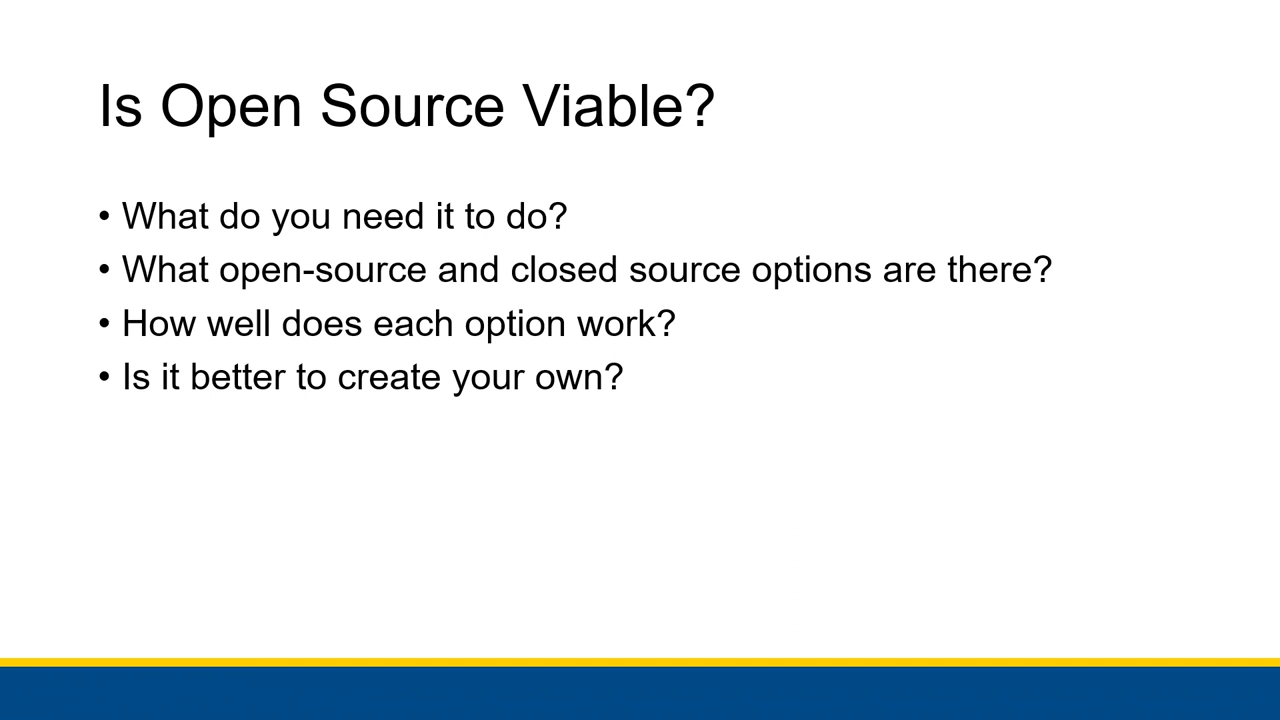 Is Open Source Viable?
• What do you need it to do?
• What open-source and closed source options are there?
• How well does each option work?
• Is it better to create your own?